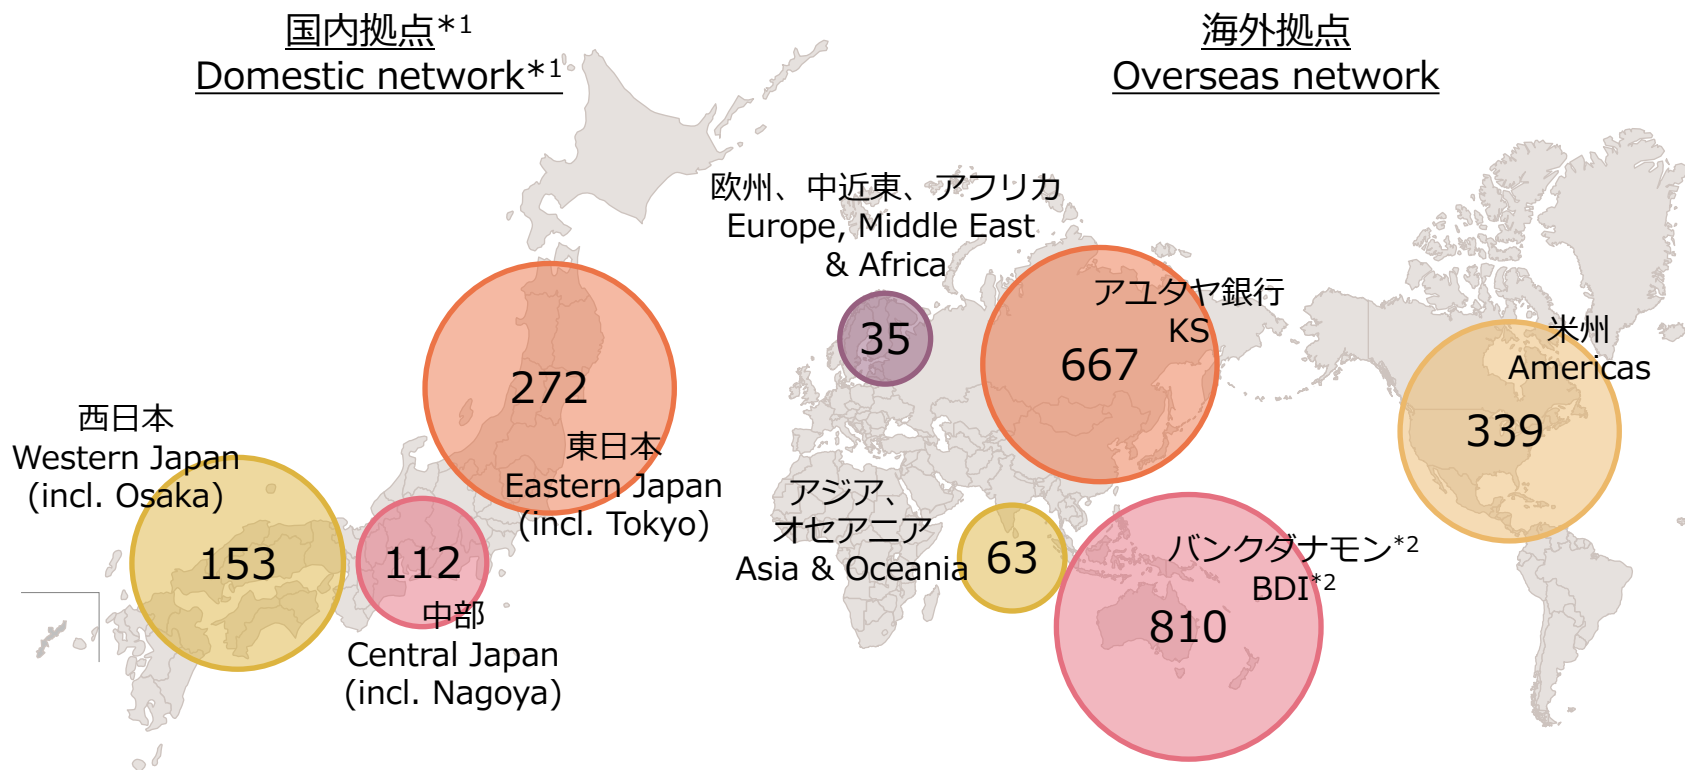 国内拠点*1
Domestic network*1
272
東日本
Eastern Japan
(incl. Tokyo)
西日本
Western Japan
(incl. Osaka)
153
112
中部
Central Japan
(incl. Nagoya)
海外拠点
Overseas network
欧州、中近東、アフリカ
Europe, Middle East
& Africa
35
アユタヤ銀行
KS
667
米州
Americas
339
アジア、
オセアニア
Asia & Oceania
63
バンクダナモン*2
BDI*2
810